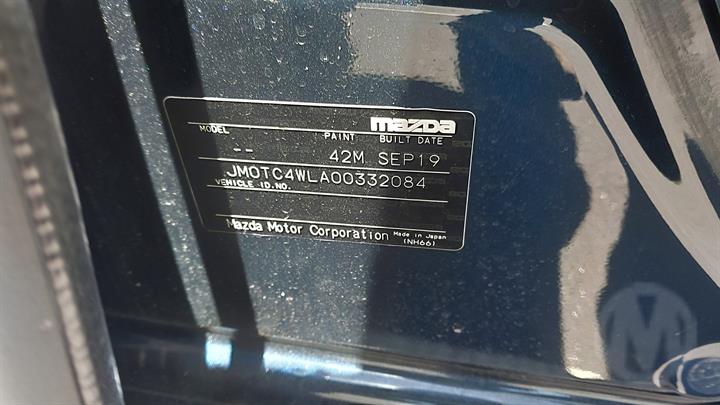 mazda
MODEL PAINT BUILT DATE
-- 42M SEP19
JM0TC4WLA00332084
VEHICLE ID.NO.
Mazda Motor Corporation Made in Japan
(NH66)
M